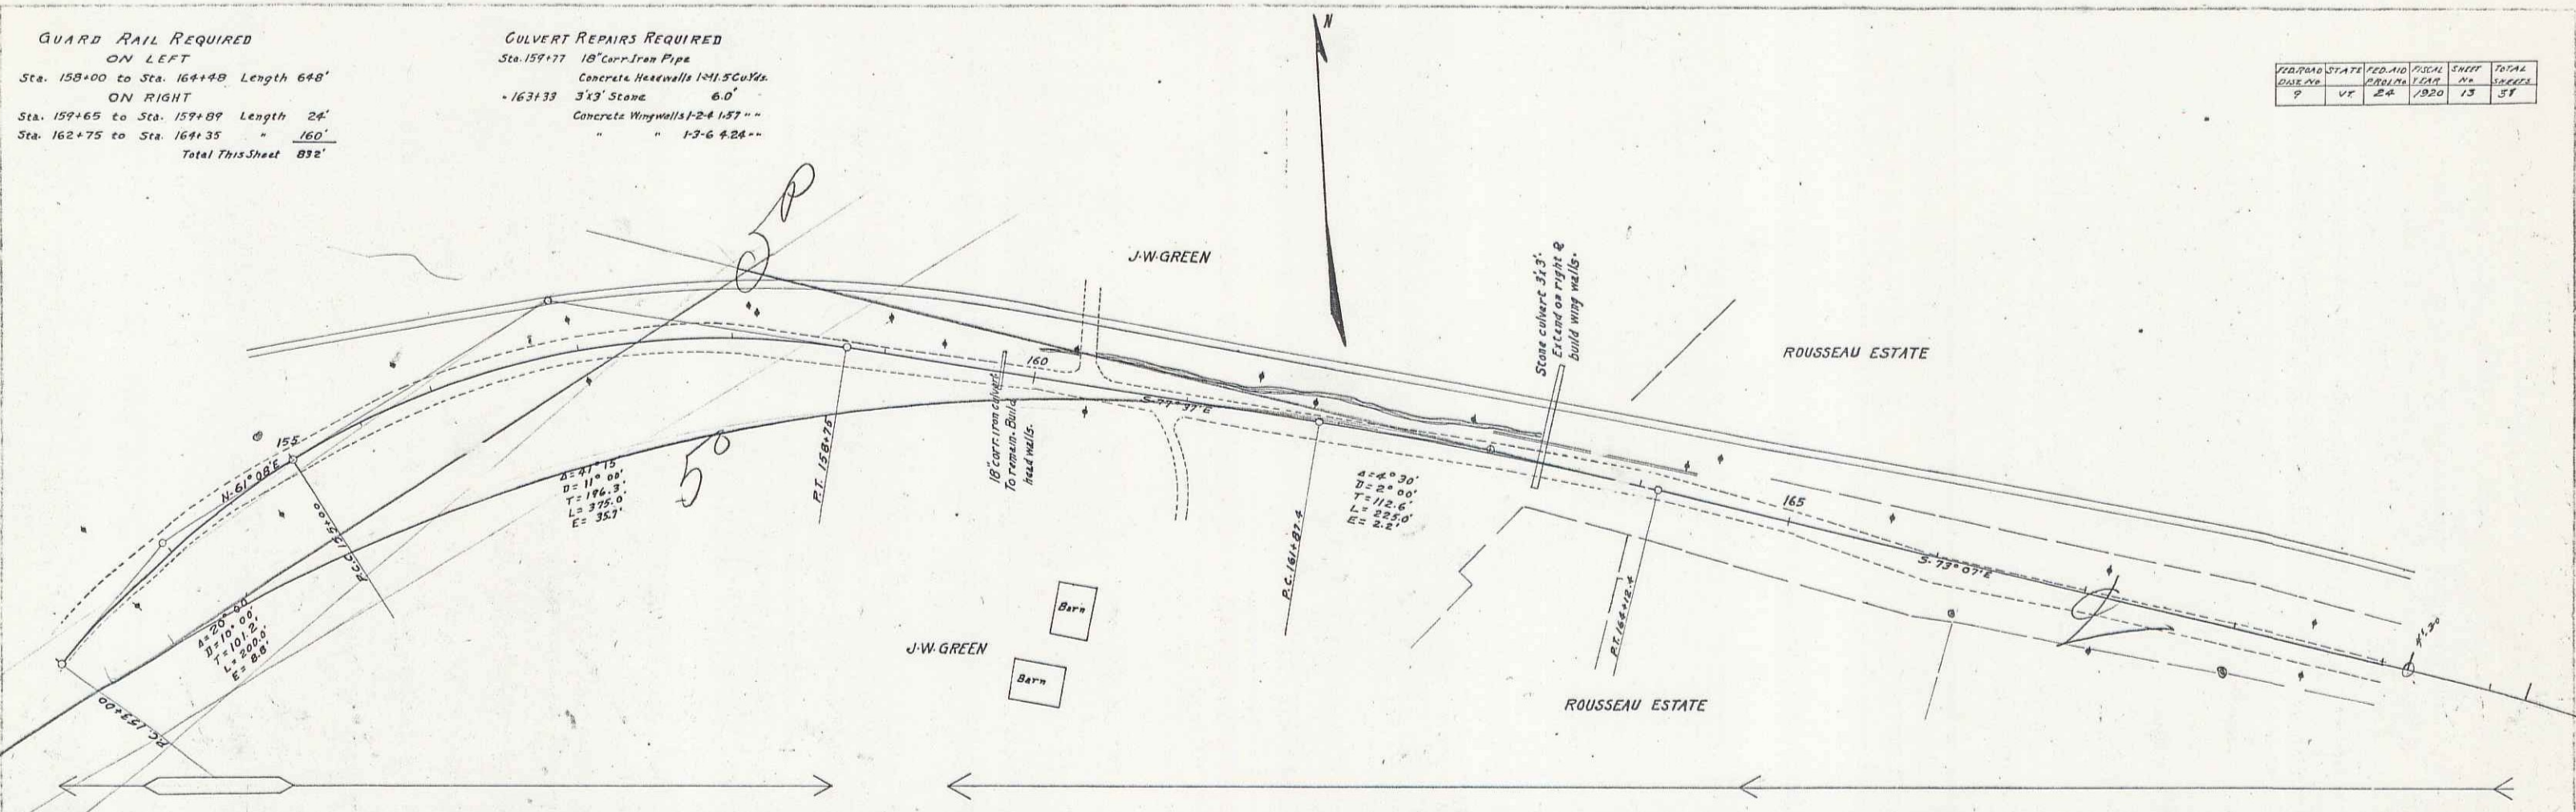 GUARD RAIL REQUIRED
ON LEFT
Sta. 158+00 to Sta. 164+48 Length 648'
ON RIGHT
Sta. 159+65 to Sta. 159+89 Length 24'
Sta. 162+75 to Sta. 164+35 " 160'
Total This Sheet 832'
CULVERT REPAIRS REQUIRED
Sta. 159+77 18" Corr. Iron Pipe
Concrete Headwalls 1.5 Cu. Yds.
" 163+33 3'x3' Stone 6.0'
Concrete Wingwalls 1-2-4 1.57 " "
" " 1-3-6 4.24 " "
FED. ROAD DIST. No. STATE FED. AID PROJ. No. FISCAL YEAR SHEET No. TOTAL SHEETS
9 VT. 24 1920 13
N
J.W. GREEN
Stone culvert 3'x3'.
Extend on right &
build wing walls.
ROUSSEAU ESTATE
160
155
N-61° 08' E
S-77° 37' E
18" corr. iron culvert
To remain. Build
head walls.
P.T. 158+75
5°
Δ= 41° 15'
D= 11° 00'
T= 196.3'
L= 375.0'
E= 35.7'
Δ= 4° 30'
D= 2° 00'
T= 112.6'
L= 225.0'
E= 2.2'
165
S-73° 07' E
P.C.C. 155+00
P.C. 161+87.4
P.T. 164+12.4
Δ= 20° 00'
D= 10° 00'
T= 101.2'
L= 200.0'
E= 8.8'
P.C. 153+00
Barn
Barn
J.W. GREEN
ROUSSEAU ESTATE